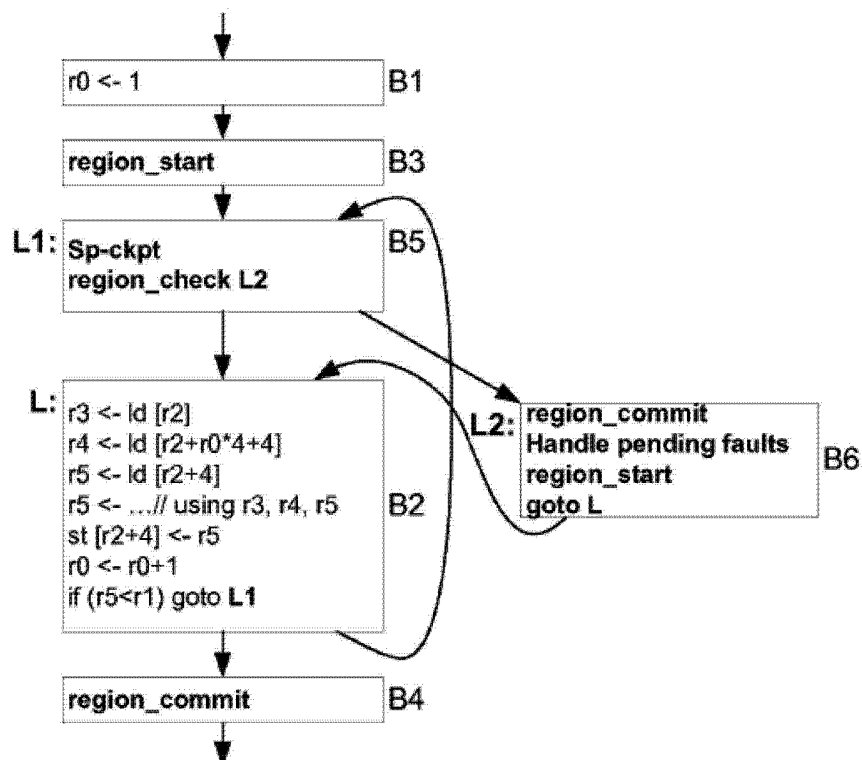 r0 <- 1
B1
region_start
B3
L1:
Sp-ckpt
region_check L2
B5
L:
r3 <- ld [r2]
r4 <- ld [r2+r0*4+4]
r5 <- ld [r2+4]
r5 <- ...// using r3, r4, r5
st [r2+4] <- r5
r0 <- r0+1
if (r5<r1) goto L1
B2
L2:
region_commit
Handle pending faults
region_start
goto L
B6
region_commit
B4